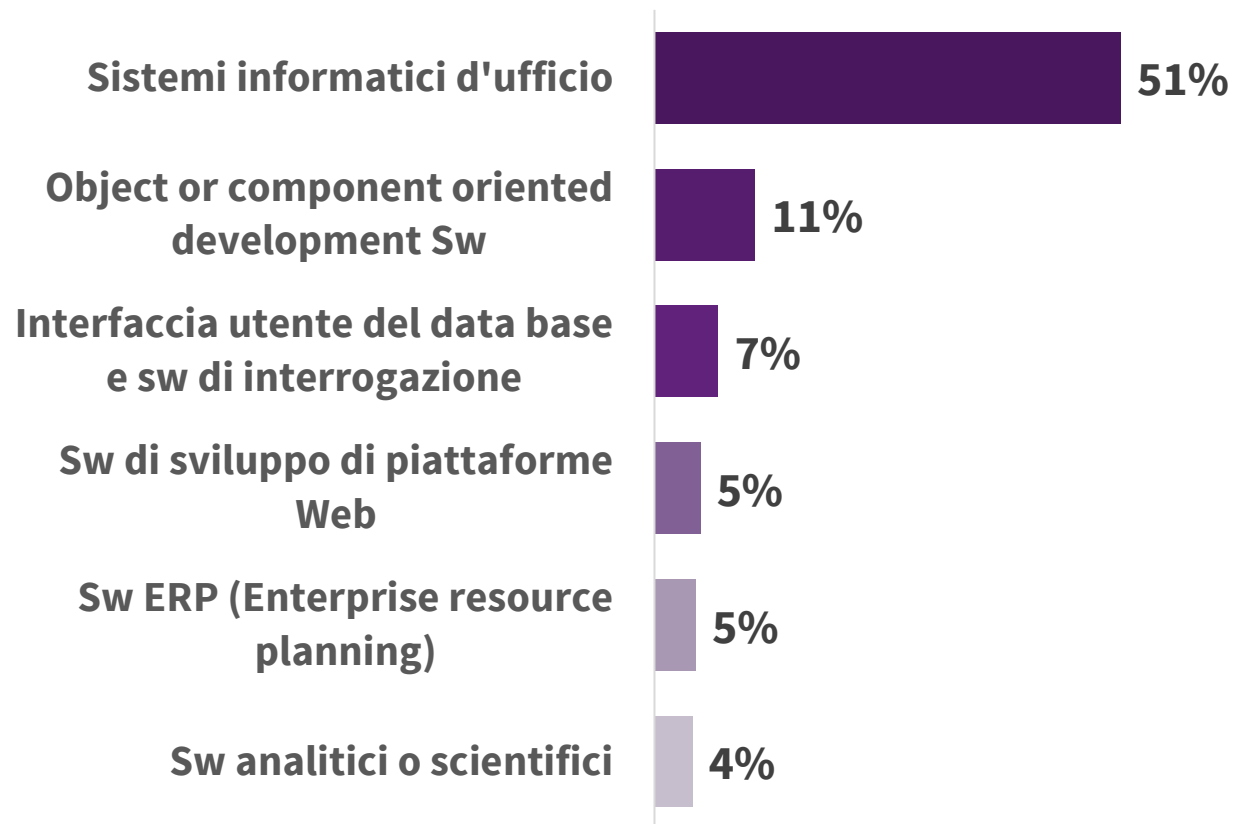 Sistemi informatici d'ufficio
51%
Object or component oriented
development Sw
11%
Interfaccia utente del data base
e sw di interrogazione
7%
Sw di sviluppo di piattaforme
Web
5%
Sw ERP (Enterprise resource
planning)
5%
Sw analitici o scientifici
4%